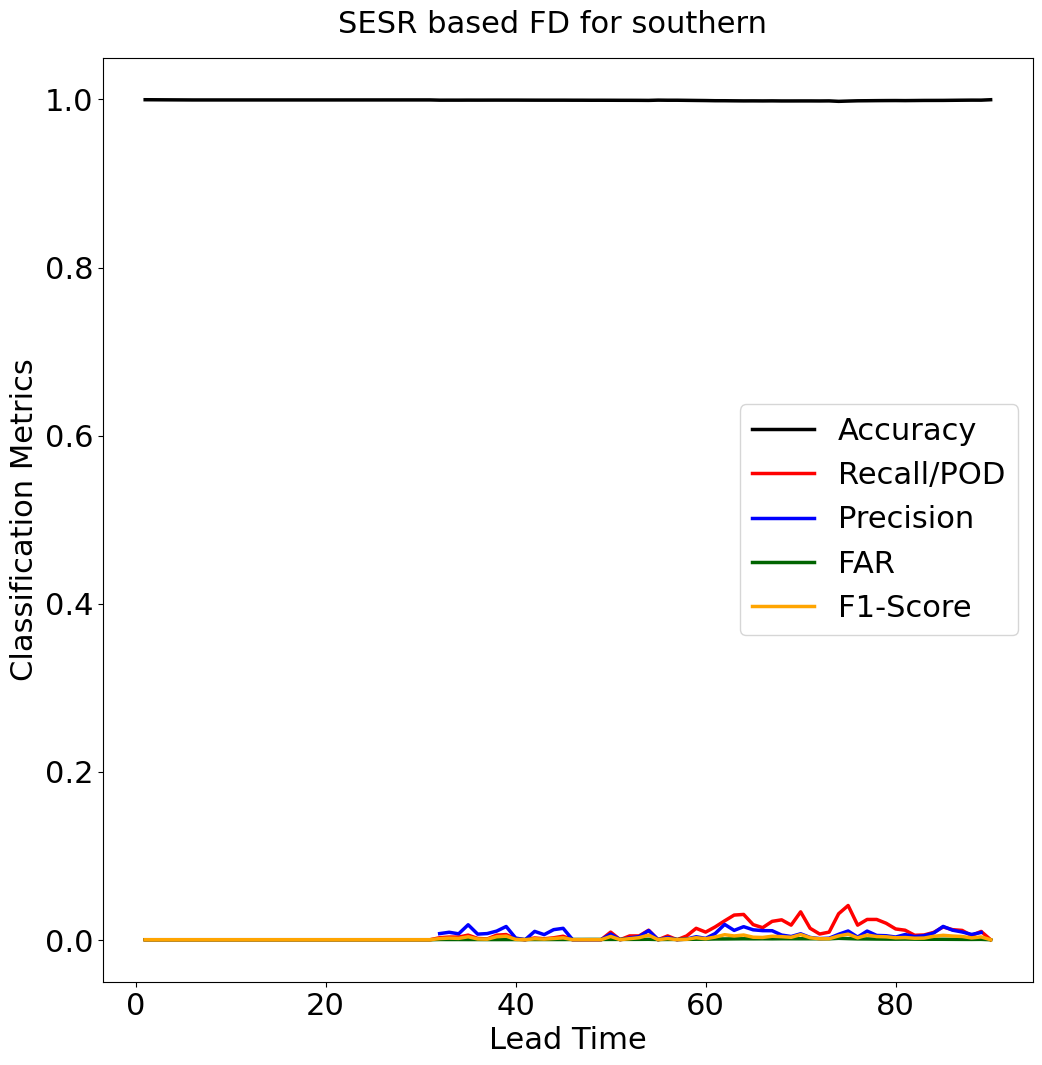 SESR based FD for southern
1.0
0.8
0.6
0.4
0.2
0.0
Classification Metrics
Accuracy
Recall/POD
Precision
FAR
F1-Score
0 20 40 60 80
Lead Time